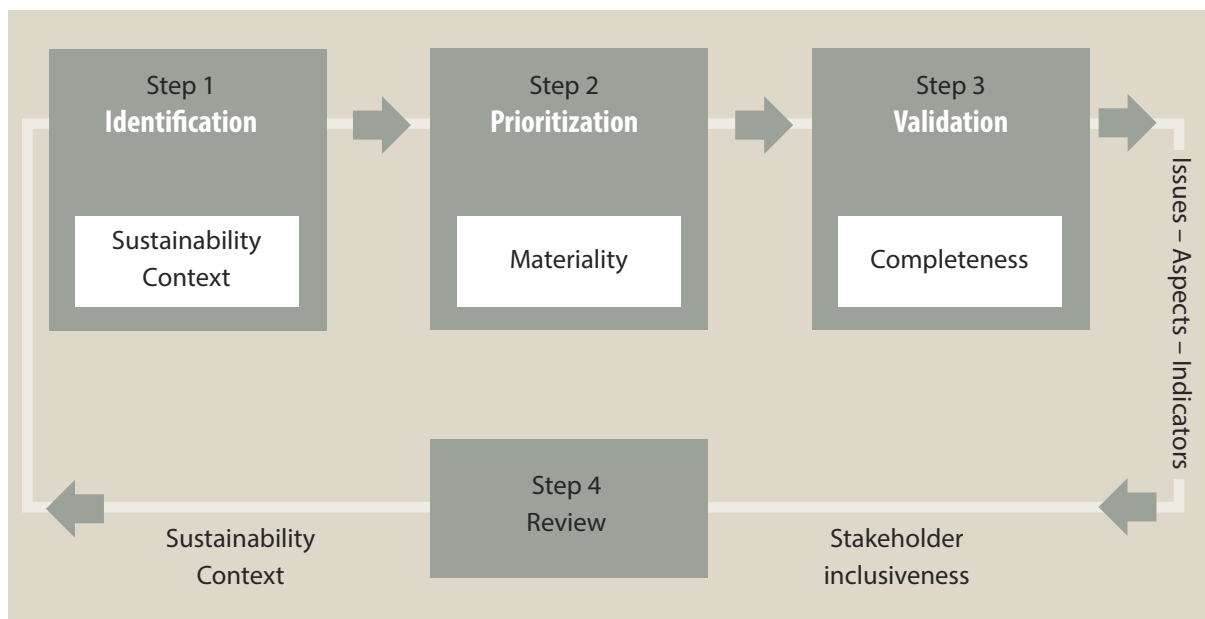 Step 1
Identification
Sustainability
Context
Step 2
Prioritization
Materiality
Step 3
Validation
Completeness
Issues – Aspects – Indicators
Step 4
Review
Sustainability
Context
Stakeholder
inclusiveness